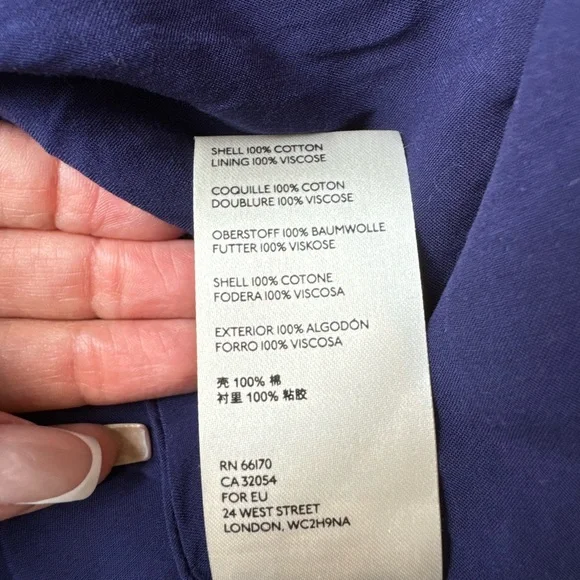 SHELL 100% COTTON
LINING 100% VISCOSE
COQUILLE 100% COTON
DOUBLURE 100% VISCOSE
OBERSTOFF 100% BAUMWOLLE
FUTTER 100% VISKOSE
SHELL 100% COTONE
FODERA 100% VISCOSA
EXTERIOR 100% ALGODÓN
FORRO 100% VISCOSA
壳 100% 棉
衬里 100% 粘胶
RN 66170
CA 32054
FOR EU
24 WEST STREET
LONDON, WC2H9NA